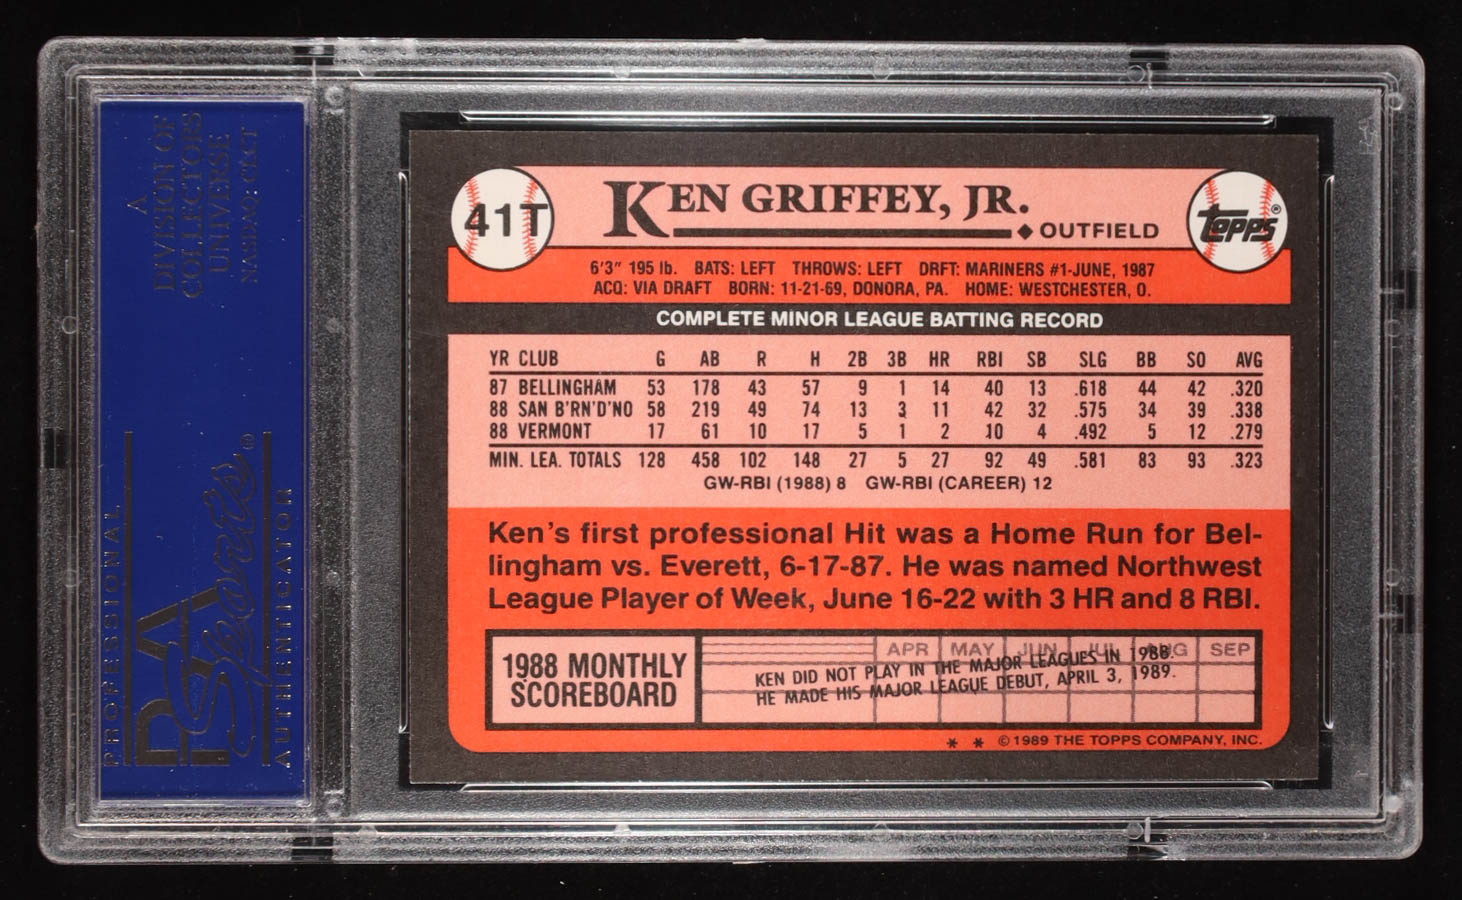 A
DIVISION OF
COLLECTORS
UNIVERSE
NASDAQ: CLCT
PROFESSIONAL
PSA
Sports ®
AUTHENTICATOR
41T
KEN GRIFFEY, JR.
◆ OUTFIELD
TOPPS®
6'3" 195 lb. BATS: LEFT THROWS: LEFT DRFT: MARINERS #1-JUNE, 1987
ACQ: VIA DRAFT BORN: 11-21-69, DONORA, PA. HOME: WESTCHESTER, O.
COMPLETE MINOR LEAGUE BATTING RECORD
YR CLUB G AB R H 2B 3B HR RBI SB SLG BB SO AVG
87 BELLINGHAM 53 178 43 57 9 1 14 40 13 .618 44 42 .320
88 SAN B'RN'D'NO 58 219 49 74 13 3 11 42 32 .575 34 39 .338
88 VERMONT 17 61 10 17 5 1 2 10 4 .492 5 12 .279
MIN. LEA. TOTALS 128 458 102 148 27 5 27 92 49 .581 83 93 .323
GW-RBI (1988) 8 GW-RBI (CAREER) 12
Ken's first professional Hit was a Home Run for Bel-
lingham vs. Everett, 6-17-87. He was named Northwest
League Player of Week, June 16-22 with 3 HR and 8 RBI.
1988 MONTHLY
SCOREBOARD
APR MAY JUN JUL AUG SEP
KEN DID NOT PLAY IN THE MAJOR LEAGUES IN 1988.
HE MADE HIS MAJOR LEAGUE DEBUT, APRIL 3, 1989.
* * © 1989 THE TOPPS COMPANY, INC.